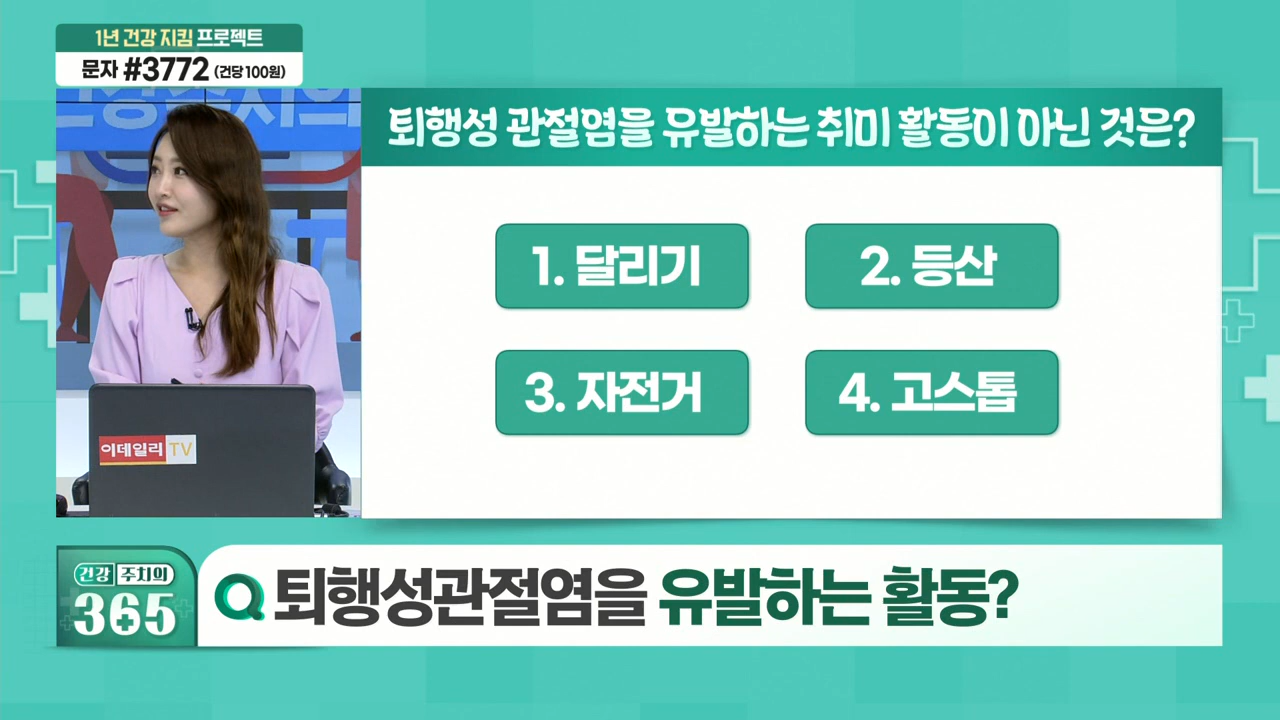 1년 건강 지킴 프로젝트
문자 #3772 (건당 100원)
퇴행성 관절염을 유발하는 취미 활동이 아닌 것은?
1. 달리기
2. 등산
3. 자전거
4. 고스톱
이데일리 TV
건강 주치의
365
Q 퇴행성관절염을 유발하는 활동?